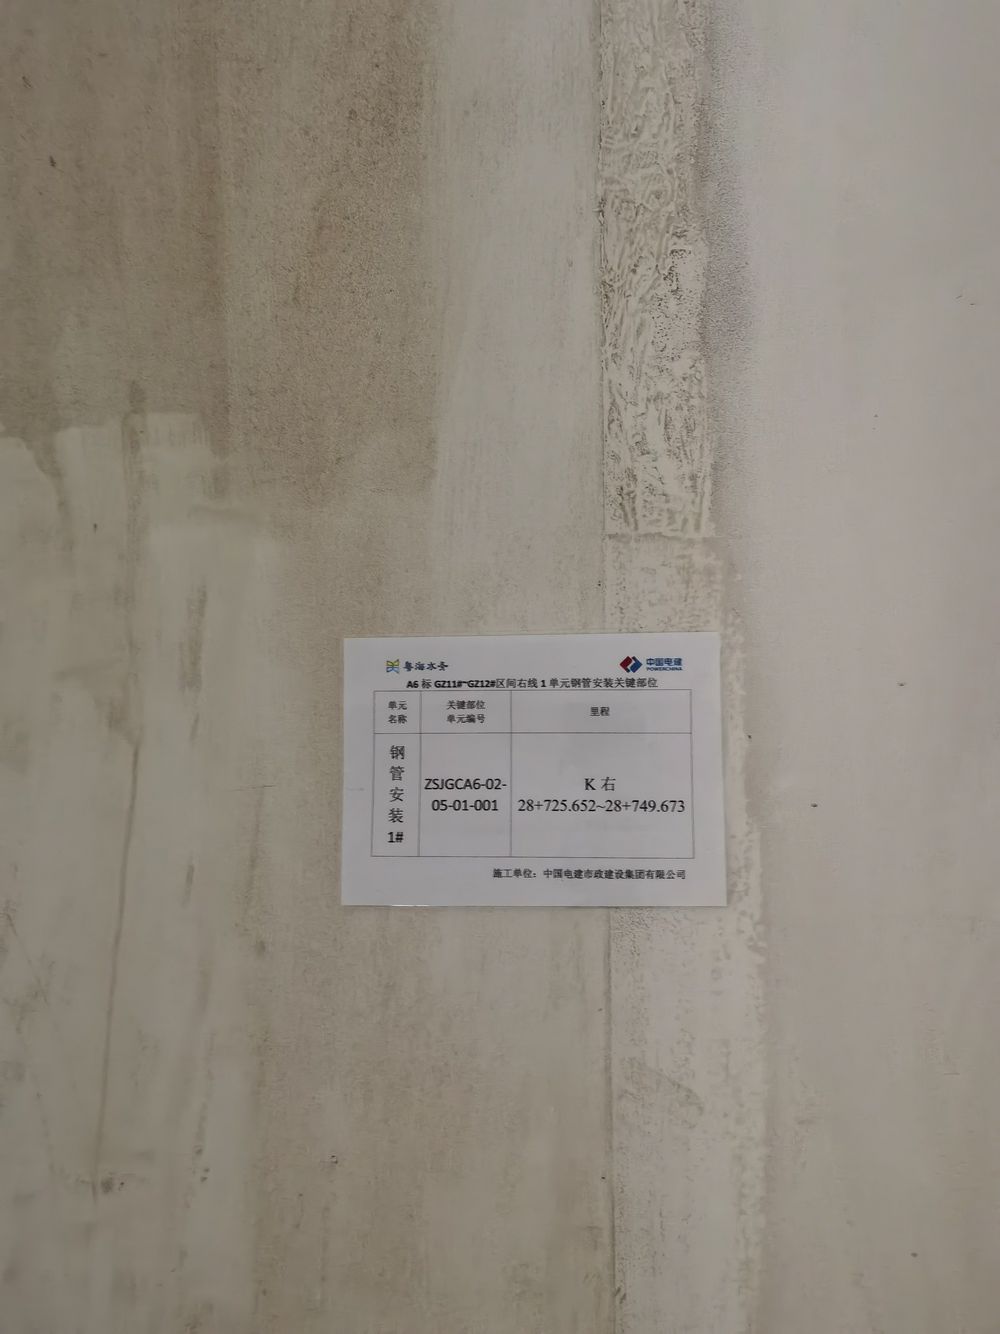 粤海水务
中国电建
POWERCHINA
A6 标 GZ11#~GZ12#区间右线 1 单元钢管安装关键部位
单元
名称
关键部位
单元编号
里程
钢
管
安
装
1#
ZSJGCA6-02-
05-01-001
K 右
28+725.652~28+749.673
施工单位：中国电建市政建设集团有限公司